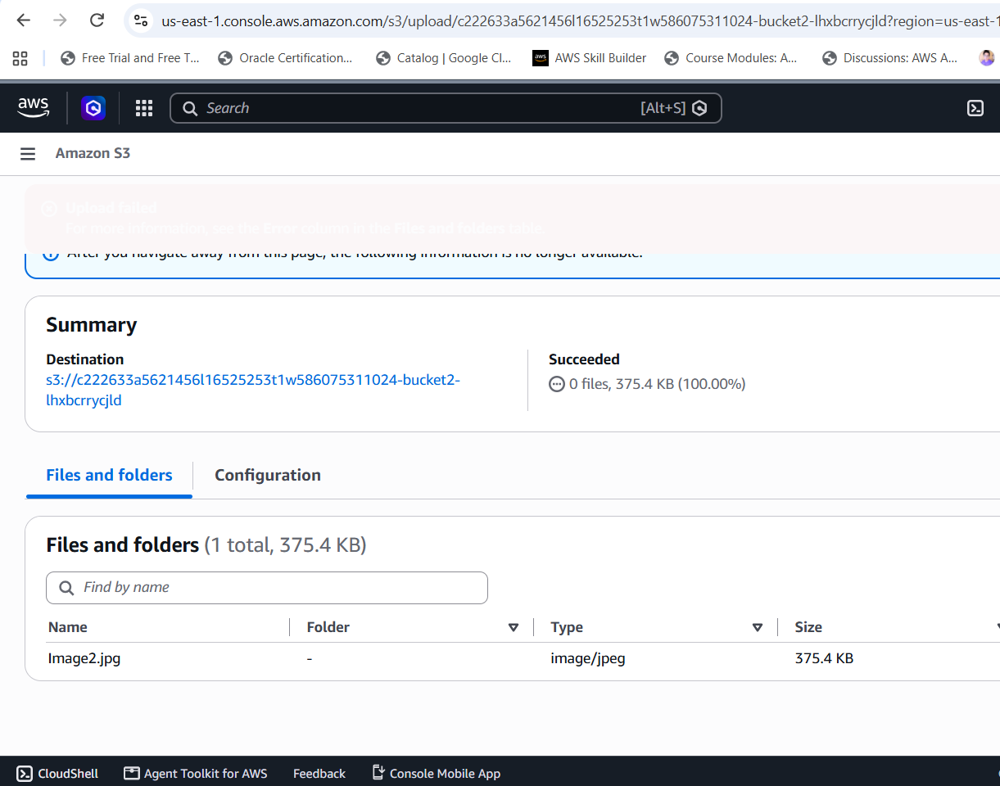 us-east-1.console.aws.amazon.com/s3/upload/c222633a5621456l16525253t1w586075311024-bucket2-lhxbcrrycjld?region=us-east-1
Free Trial and Free T... Oracle Certification... Catalog | Google Cl... aws AWS Skill Builder Course Modules: A... Discussions: AWS A...
aws Search [Alt+S]
Amazon S3
Upload failed
For more information, see the Error column in the Files and folders table.
After you navigate away from this page, the following information is no longer available.
Summary
Destination Succeeded
s3://c222633a5621456l16525253t1w586075311024-bucket2- 0 files, 375.4 KB (100.00%)
lhxbcrrycjld
Files and folders Configuration
Files and folders (1 total, 375.4 KB)
Find by name
Name Folder Type Size
Image2.jpg - image/jpeg 375.4 KB
CloudShell Agent Toolkit for AWS Feedback Console Mobile App